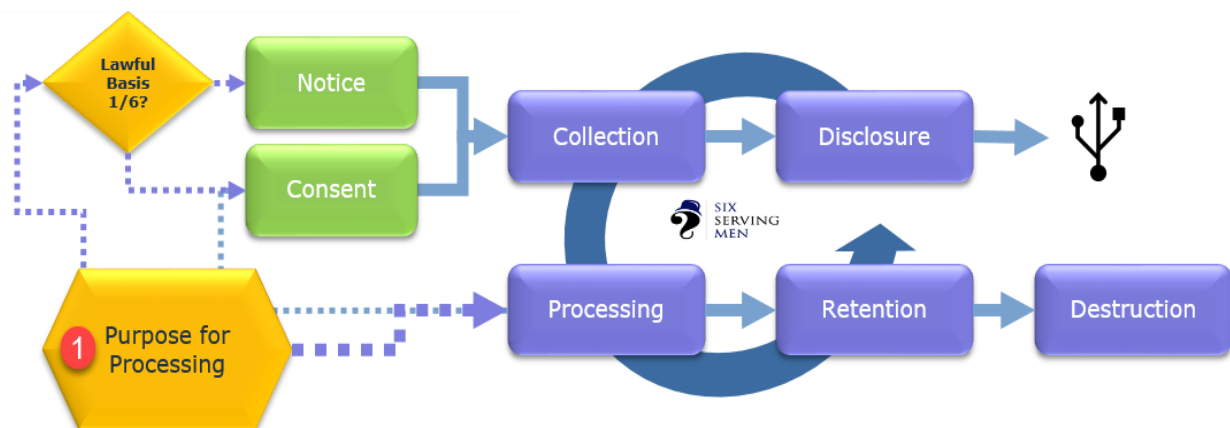 Lawful
Basis
1/6?
Notice
Consent
Collection
Disclosure
SIX
SERVING
MEN
1
Purpose for
Processing
Processing
Retention
Destruction